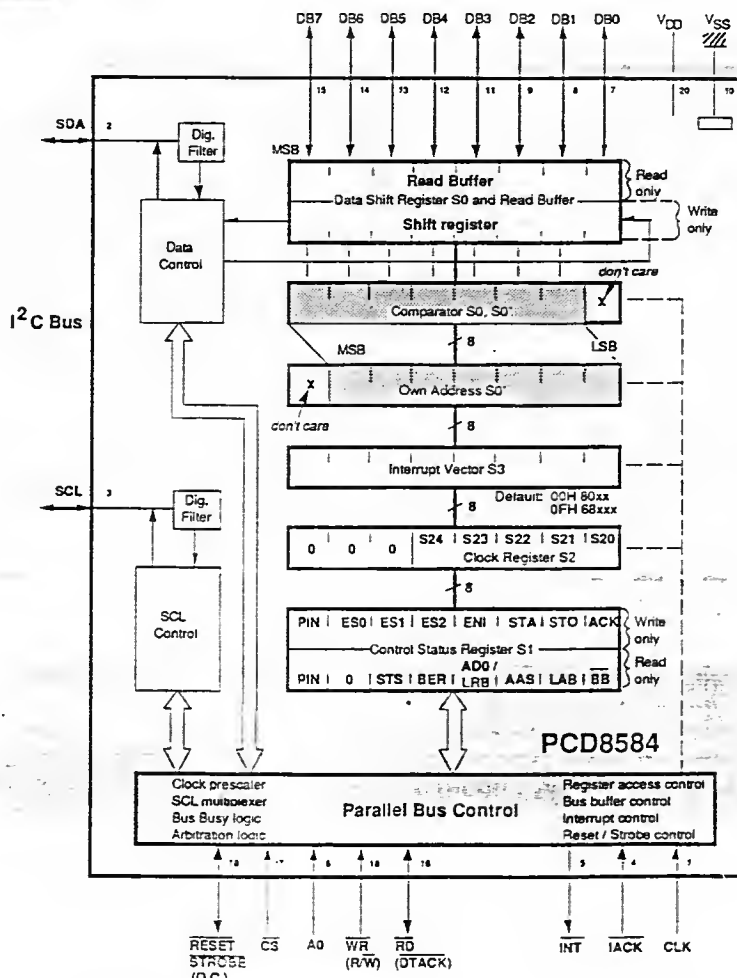 DB7 DB6 DB5 DB4 DB3 DB2 DB1 DB0 VDD VSS
15 14 13 12 11 9 8 7 20 10
SDA 2
Dig.
Filter
MSB
Read Buffer
Read
only
Data Shift Register S0 and Read Buffer
Shift register
Write
only
Data
Control
don't care
I2C Bus
Comparator S0, S0'
x
8
MSB
LSB
x
Own Address S0'
don't care
8
Interrupt Vector S3
SCL 3
Dig.
Filter
8
Default: 00H 80xx
0FH 68xxx
0 0 0 S24 S23 S22 S21 S20
Clock Register S2
8
SCL
Control
PIN ES0 ES1 ES2 ENI STA STO ACK
Write
only
Control Status Register S1
PIN 0 STS BER AD0 / LRB AAS LAB BB
Read
only
PCD8584
Clock prescaler
SCL multiplexer
Bus Busy logic
Arbitration logic
Parallel Bus Control
Register access control
Bus buffer control
Interrupt control
Reset / Strobe control
17 6 18 16 5 4
RESET CS A0 WR RD INT IACK CLK
STROBE (R/W) (DTACK)
(O.C.)